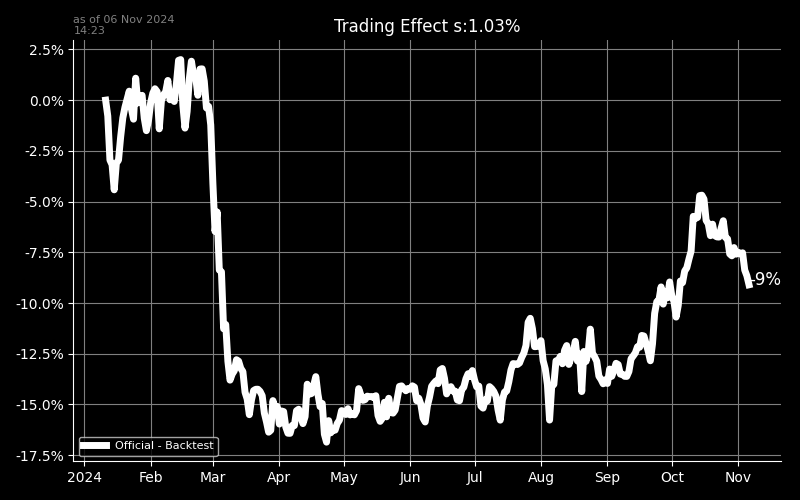 as of 06 Nov 2024
14:23
Trading Effect s:1.03%
2.5%
0.0%
-2.5%
-5.0%
-7.5%
-10.0%
-12.5%
-15.0%
-17.5%
-9%
Official - Backtest
2024 Feb Mar Apr May Jun Jul Aug Sep Oct Nov